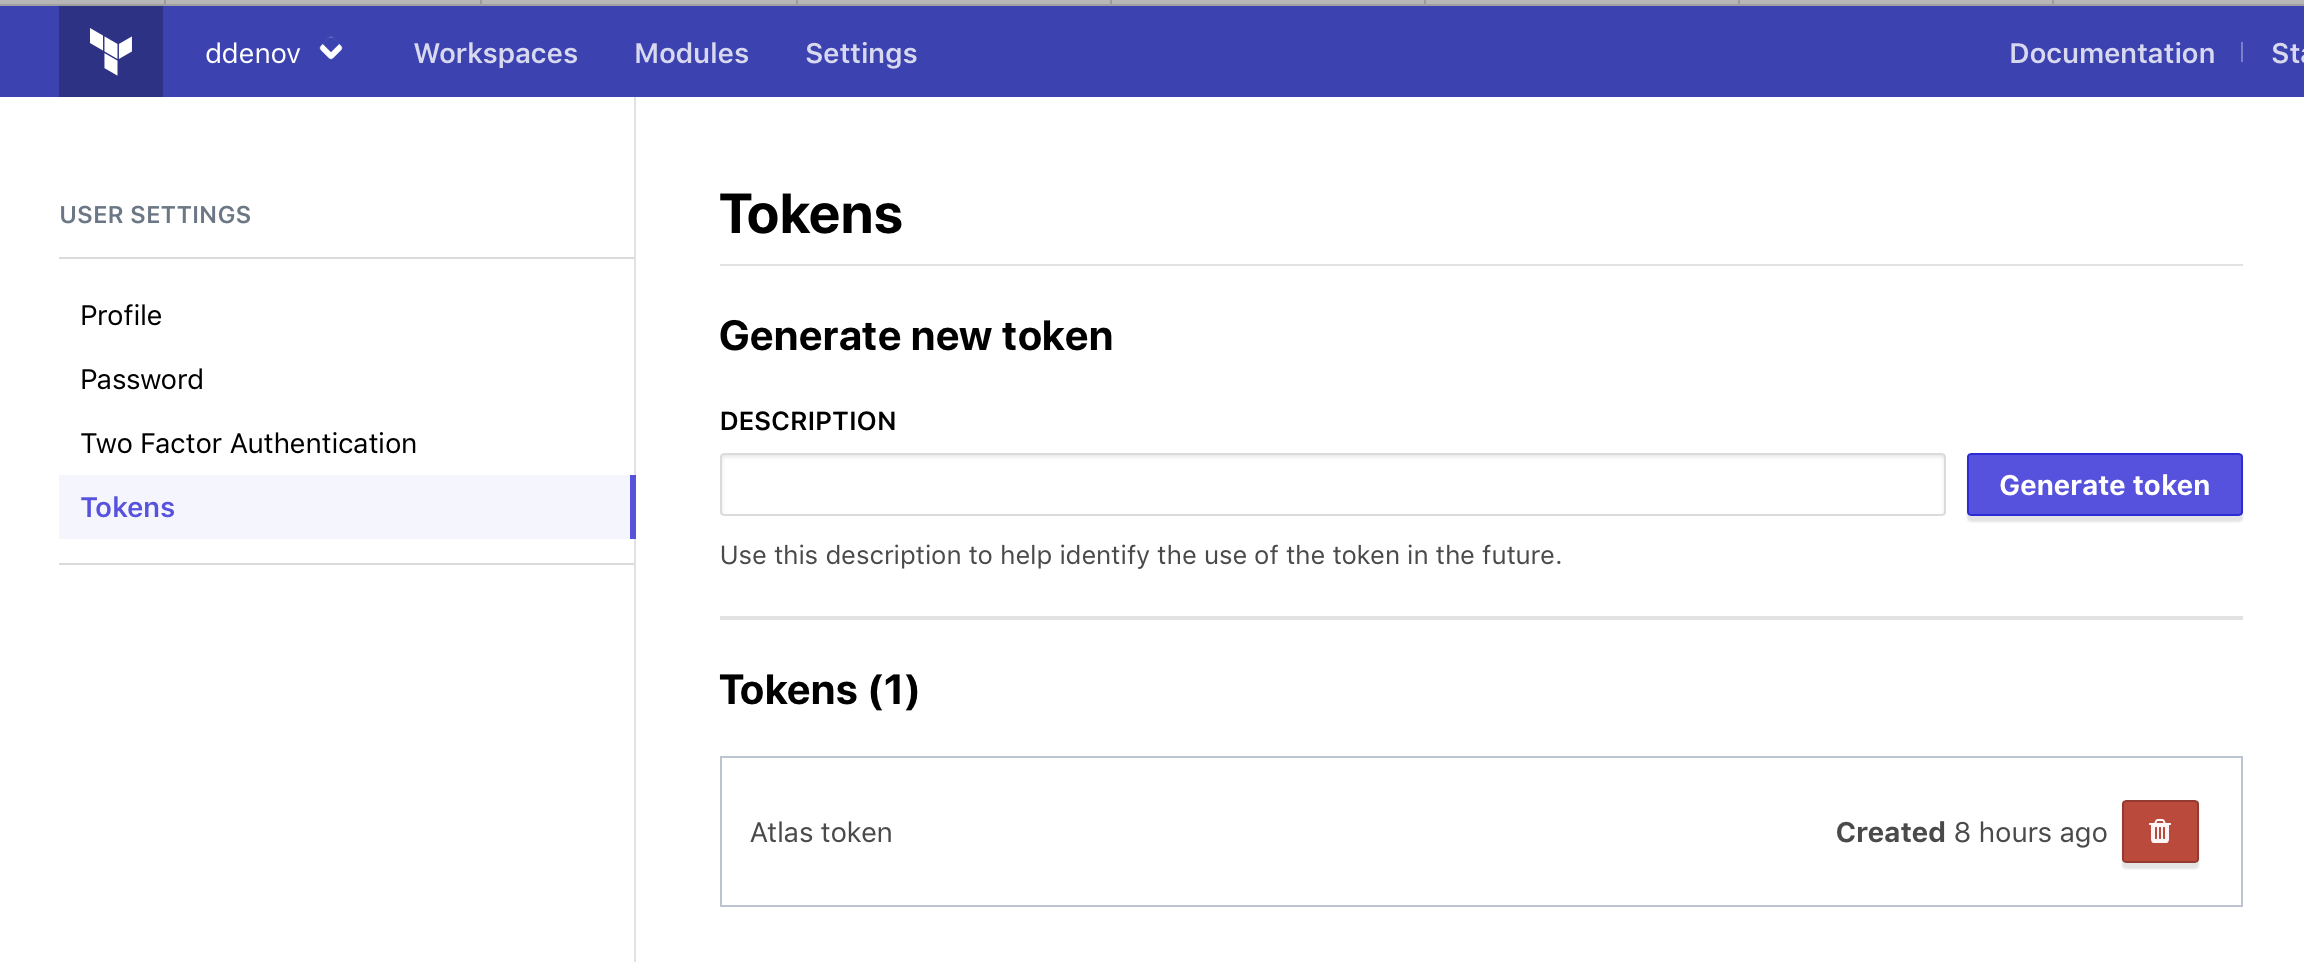 ddenov
Workspaces
Modules
Settings
Documentation
USER SETTINGS
Profile
Password
Two Factor Authentication
Tokens
Tokens
Generate new token
DESCRIPTION
Generate token
Use this description to help identify the use of the token in the future.
Tokens (1)
Atlas token
Created 8 hours ago